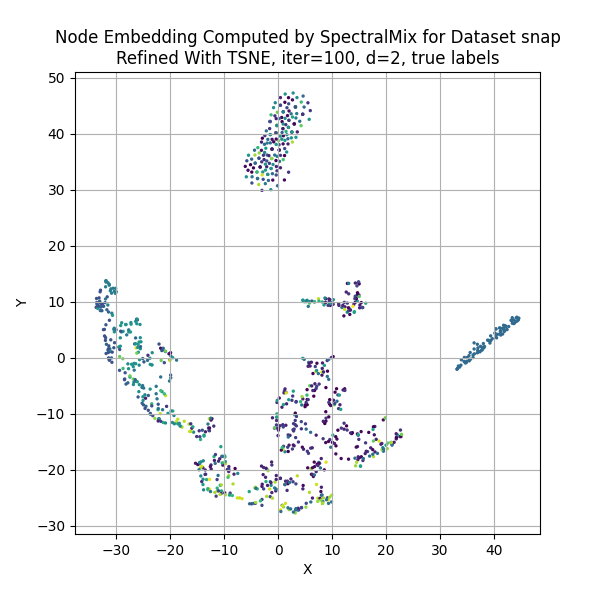 Node Embedding Computed by SpectralMix for Dataset snap
Refined With TSNE, iter=100, d=2, true labels
50
40
30
20
10
0
−10
−20
−30
Y
−30 −20 −10 0 10 20 30 40
X